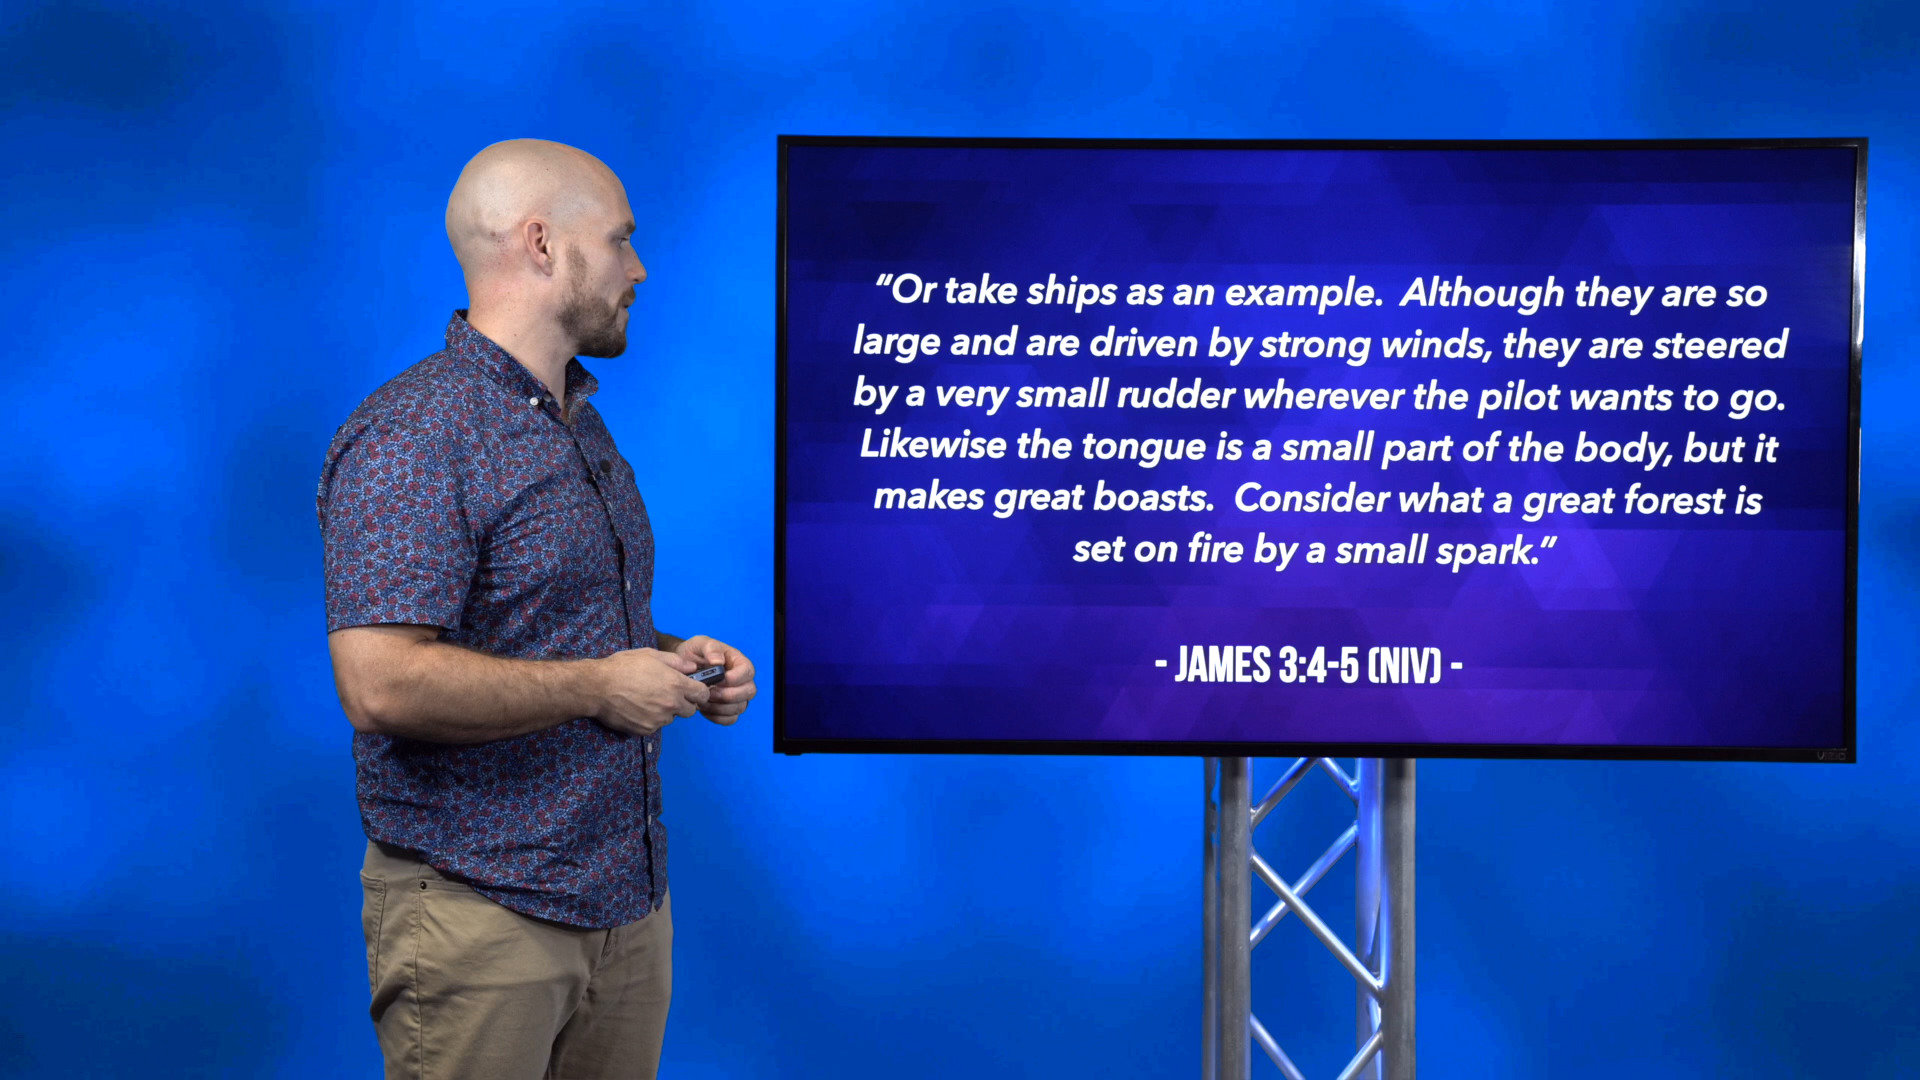 “Or take ships as an example.  Although they are so
large and are driven by strong winds, they are steered
by a very small rudder wherever the pilot wants to go.
Likewise the tongue is a small part of the body, but it
makes great boasts.  Consider what a great forest is
set on fire by a small spark.”
- JAMES 3:4-5 (NIV) -
VIZIO